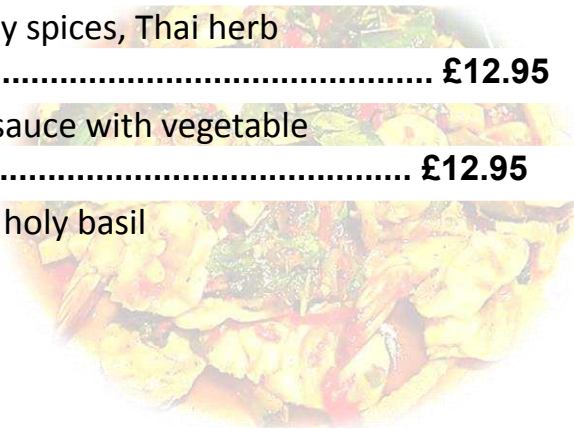 y spices, Thai herb
............................................ £12.95
sauce with vegetable
.......................................... £12.95
holy basil